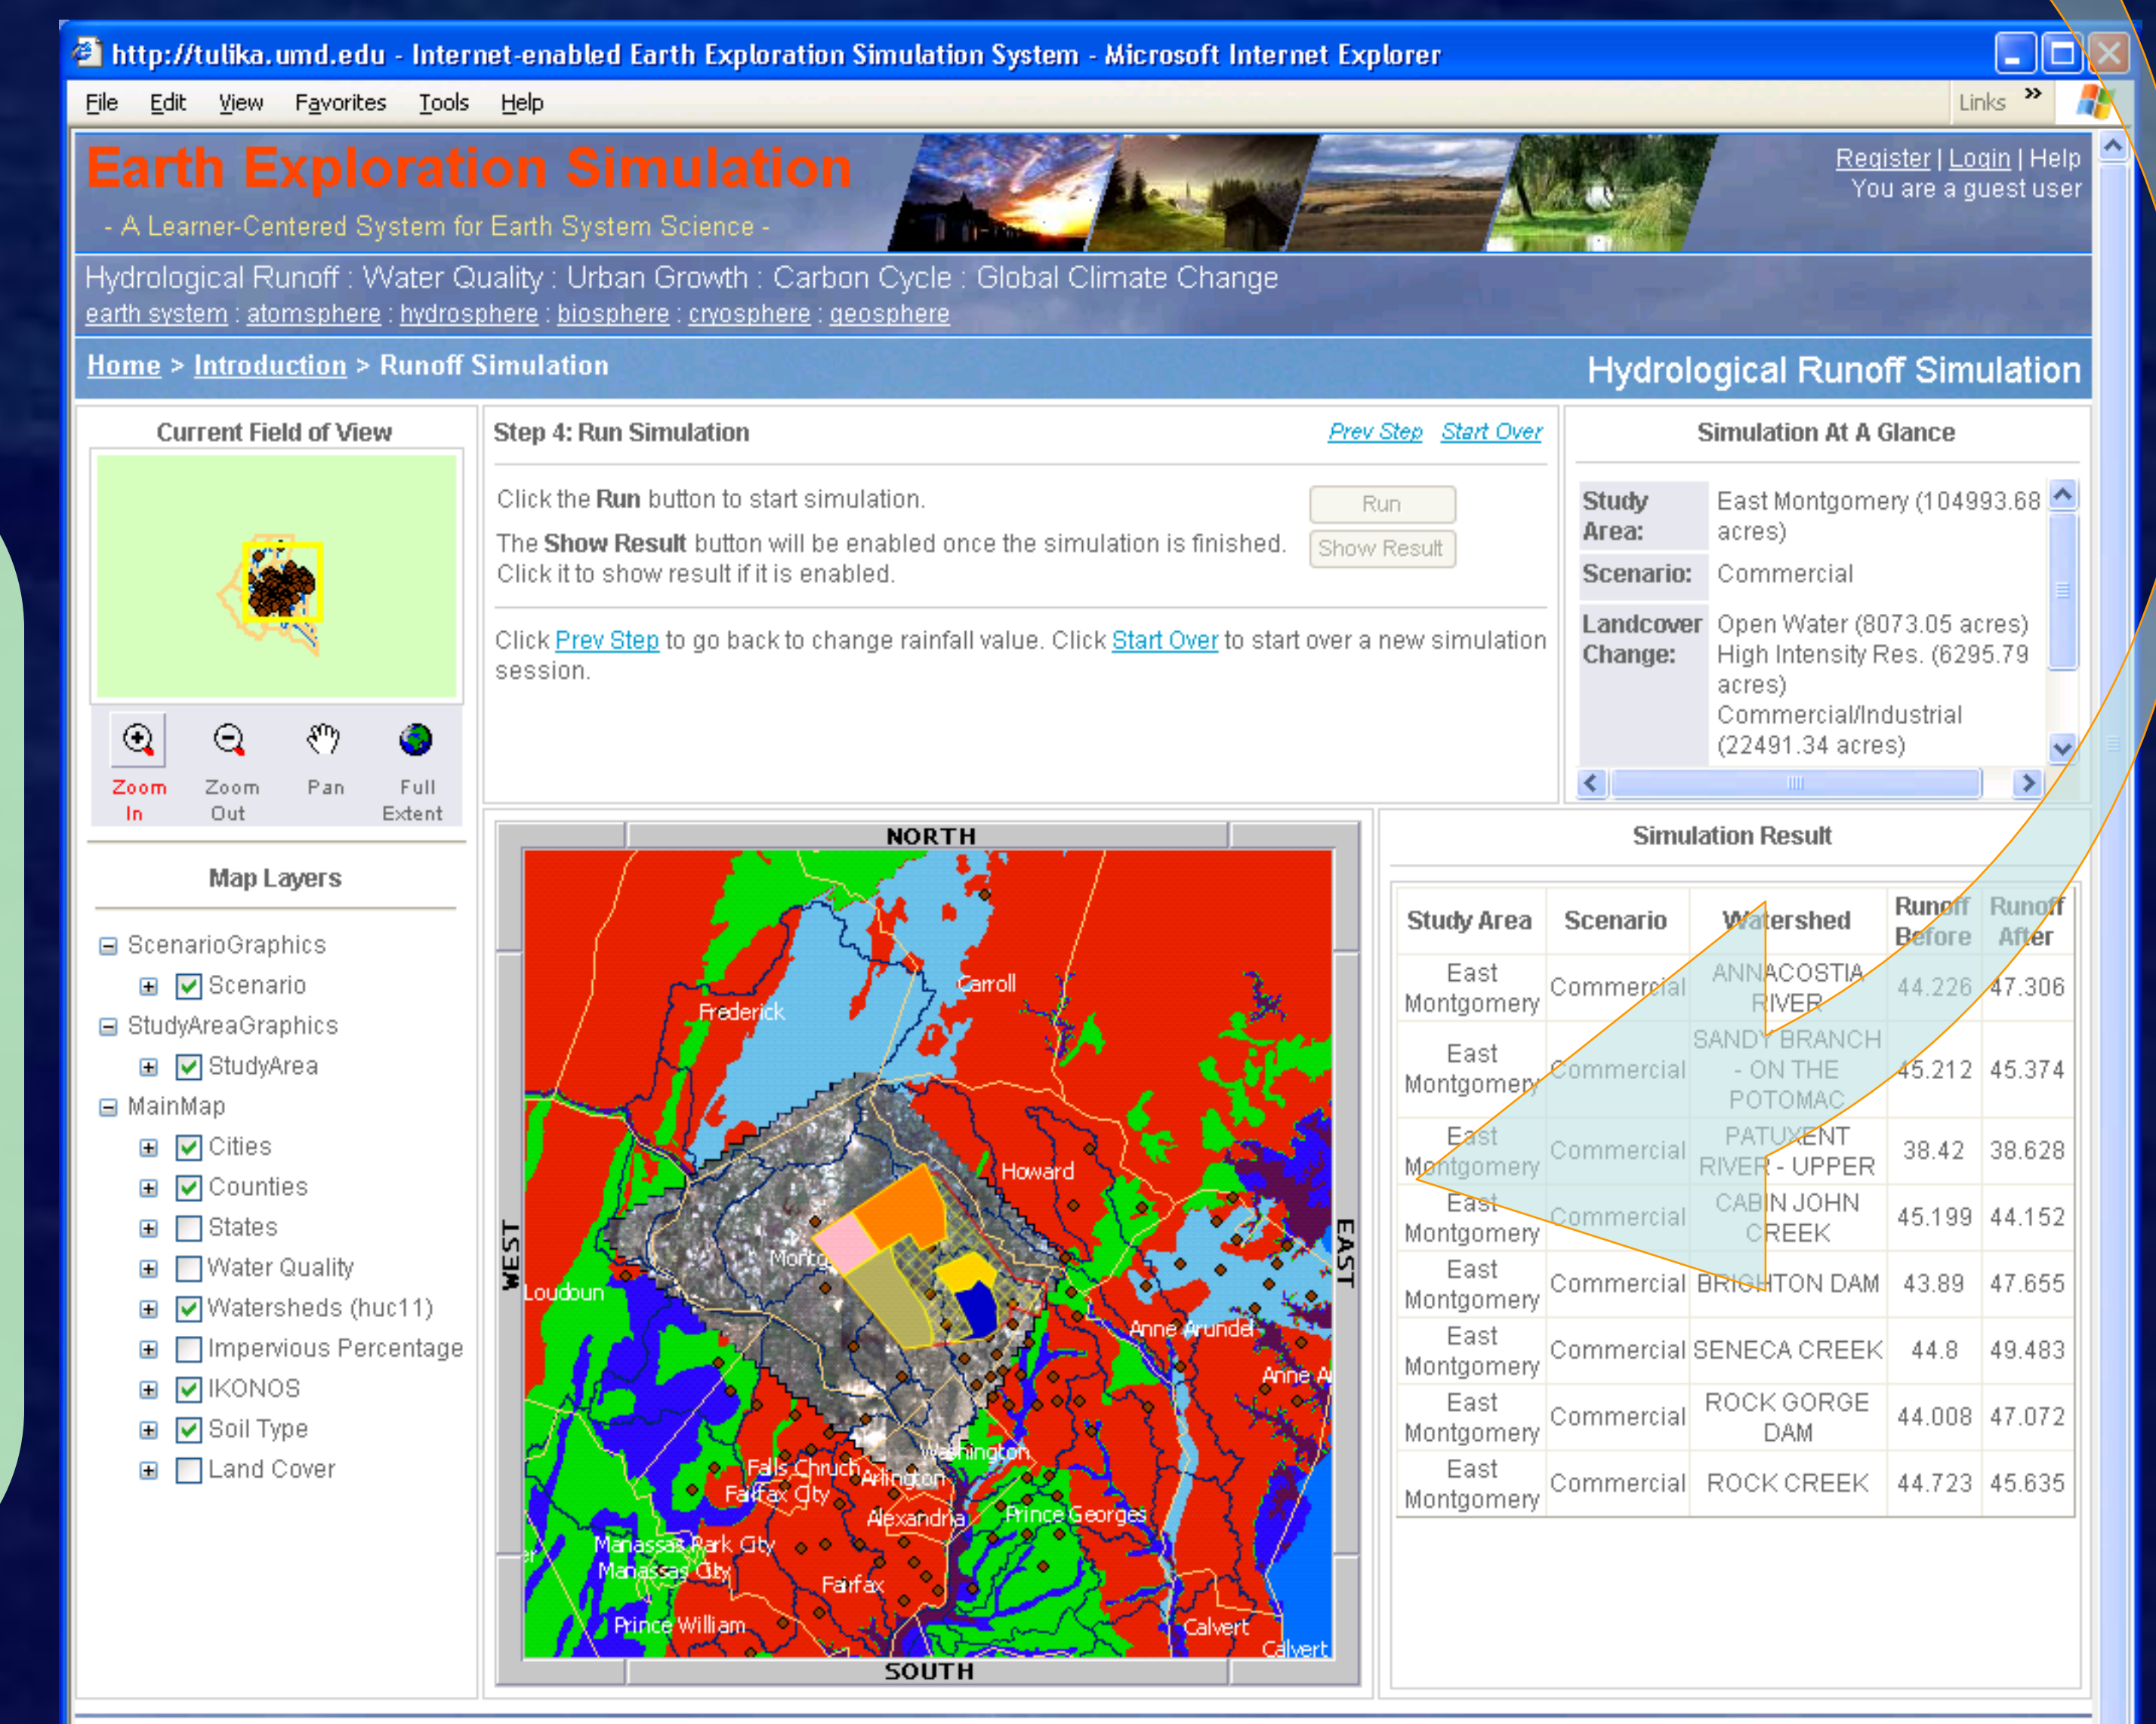 http://tulika.umd.edu - Internet-enabled Earth Exploration Simulation System - Microsoft Internet Explorer
File Edit View Favorites Tools Help
Links »
Earth Exploration Simulation
- A Learner-Centered System for Earth System Science -
Register | Login | Help
You are a guest user
Hydrological Runoff : Water Quality : Urban Growth : Carbon Cycle : Global Climate Change
earth system : atomsphere : hydrosphere : biosphere : cryosphere : geosphere
Home > Introduction > Runoff Simulation
Hydrological Runoff Simulation
Current Field of View
Zoom In
Zoom Out
Pan
Full Extent
Map Layers
ScenarioGraphics
Scenario
StudyAreaGraphics
StudyArea
MainMap
Cities
Counties
States
Water Quality
Watersheds (huc11)
Impervious Percentage
IKONOS
Soil Type
Land Cover
Step 4: Run Simulation
Prev Step Start Over
Click the Run button to start simulation.
Run
The Show Result button will be enabled once the simulation is finished.
Click it to show result if it is enabled.
Show Result
Click Prev Step to go back to change rainfall value. Click Start Over to start over a new simulation
session.
Simulation At A Glance
Study Area: East Montgomery (104993.68
acres)
Scenario: Commercial
Landcover Change: Open Water (8073.05 acres)
High Intensity Res. (6295.79
acres)
Commercial/Industrial
(22491.34 acres)
NORTH
WEST
EAST
SOUTH
Carroll
Frederick
Howard
Montg
Loudoun
Anne Arundel
Anne A
Washington
Falls Chruch
Arlington
Fairfax City
Alexandria
Prince Georges
Manassas Park City
Manassas City
Fairfax
Prince William
Calvert
Calvert
Simulation Result
Study Area Scenario Watershed Runoff Before Runoff After
East Montgomery Commercial ANNACOSTIA RIVER 44.226 47.306
East Montgomery Commercial SANDY BRANCH - ON THE POTOMAC 45.212 45.374
East Montgomery Commercial PATUXENT RIVER - UPPER 38.42 38.628
East Montgomery Commercial CABIN JOHN CREEK 45.199 44.152
East Montgomery Commercial BRIGHTON DAM 43.89 47.655
East Montgomery Commercial SENECA CREEK 44.8 49.483
East Montgomery Commercial ROCK GORGE DAM 44.008 47.072
East Montgomery Commercial ROCK CREEK 44.723 45.635